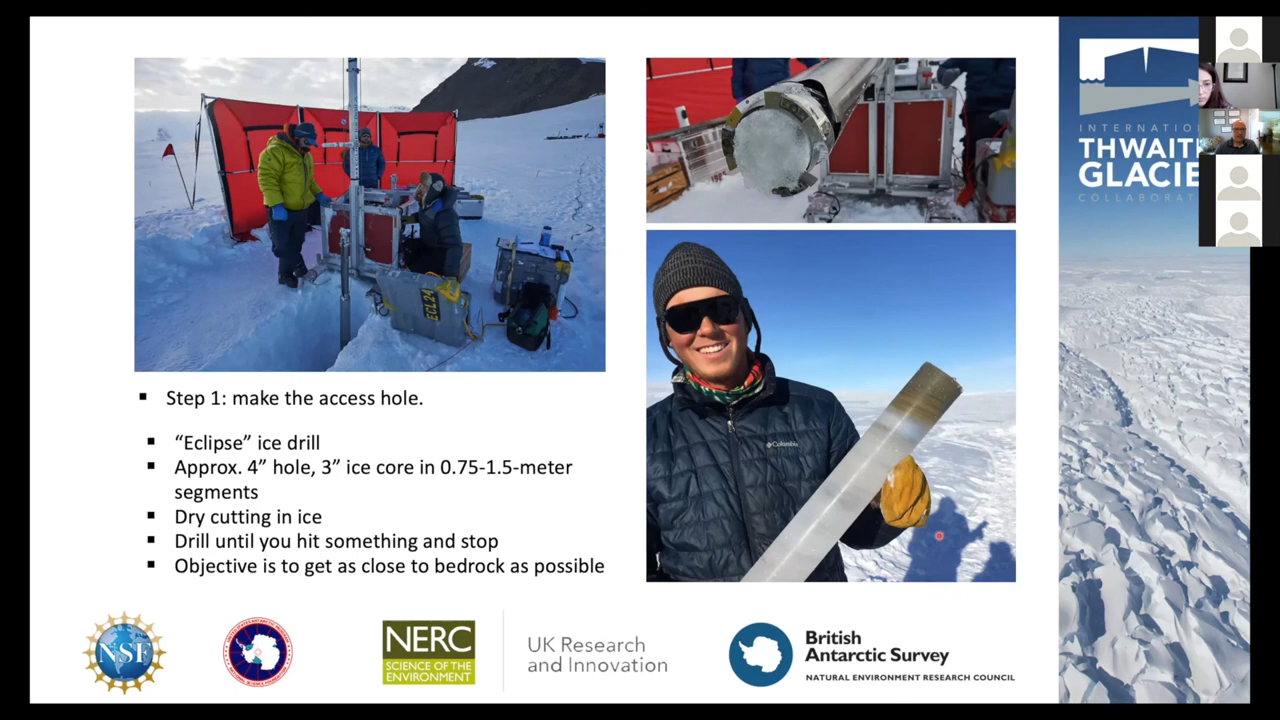 INTERNATIO
THWAIT
GLACIE
COLLABORAT
ECL24
Columbia
▪ Step 1: make the access hole.
▪ “Eclipse” ice drill
▪ Approx. 4” hole, 3” ice core in 0.75-1.5-meter
segments
▪ Dry cutting in ice
▪ Drill until you hit something and stop
▪ Objective is to get as close to bedrock as possible
NSF
NERC
SCIENCE OF THE
ENVIRONMENT
UK Research
and Innovation
British
Antarctic Survey
NATURAL ENVIRONMENT RESEARCH COUNCIL